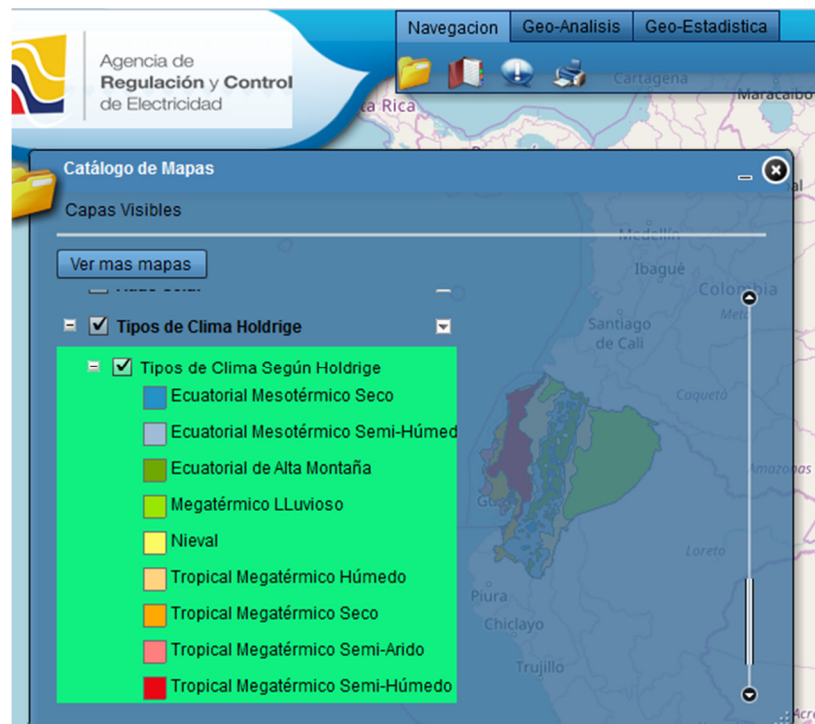 Navegacion Geo-Analisis Geo-Estadistica
Agencia de
Regulación y Control
de Electricidad
Cartagena
Maracaibo
ta Rica
Catálogo de Mapas
Capas Visibles
Medellín
Ver mas mapas
Ibagué
Colombia
Meta
Tipos de Clima Holdrige
Santiago
de Cali
Tipos de Clima Según Holdrige
Ecuatorial Mesotérmico Seco
Caquetá
Ecuatorial Mesotérmico Semi-Húmed
Ecuatorial de Alta Montaña
Amazonas
Megatérmico LLuvioso
Nieval
Loreto
Tropical Megatérmico Húmedo
Piura
Tropical Megatérmico Seco
Chiclayo
Tropical Megatérmico Semi-Arido
Trujillo
Tropical Megatérmico Semi-Húmedo
Acre